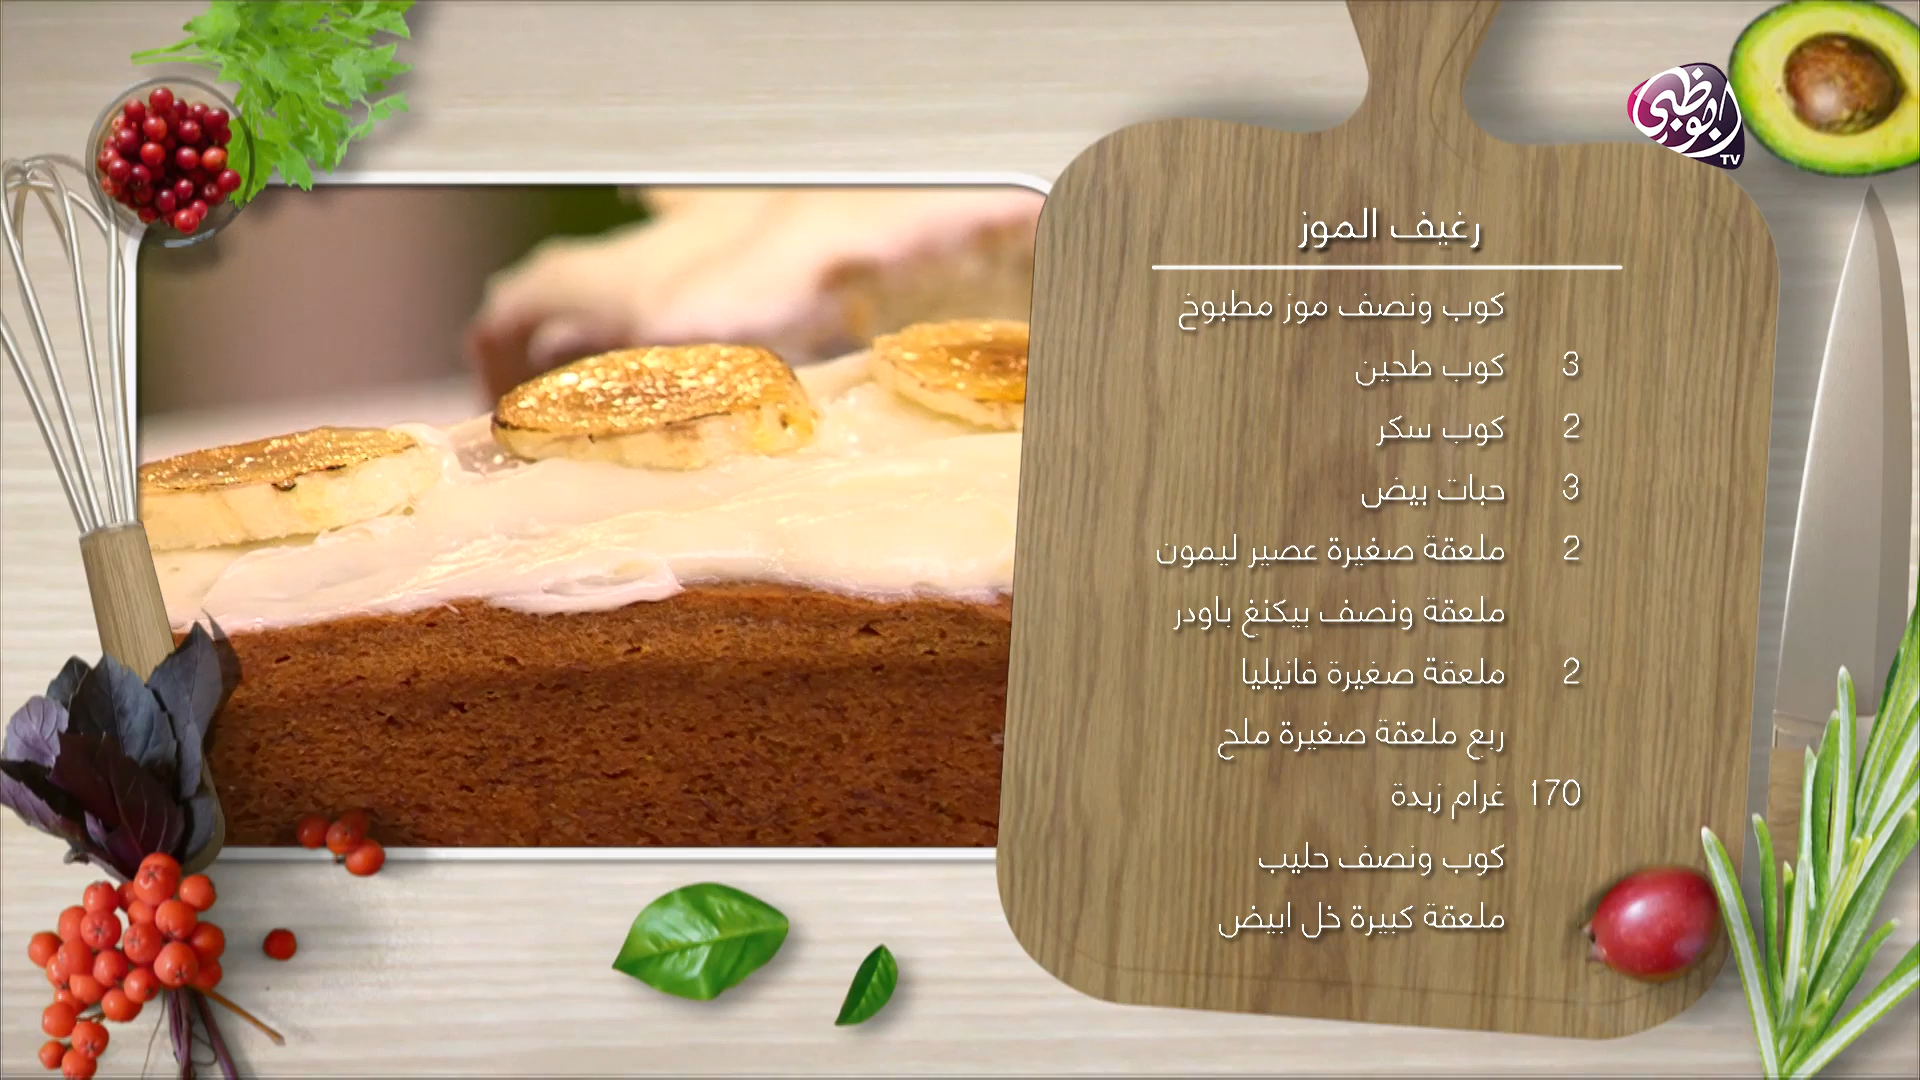 أبوظبي
TV
رغيف الموز
كوب ونصف موز مطبوخ
3 كوب طحين
2 كوب سكر
3 حبات بيض
2 ملعقة صغيرة عصير ليمون
ملعقة ونصف بيكنغ باودر
2 ملعقة صغيرة فانيليا
ربع ملعقة صغيرة ملح
170 غرام زبدة
كوب ونصف حليب
ملعقة كبيرة خل ابيض